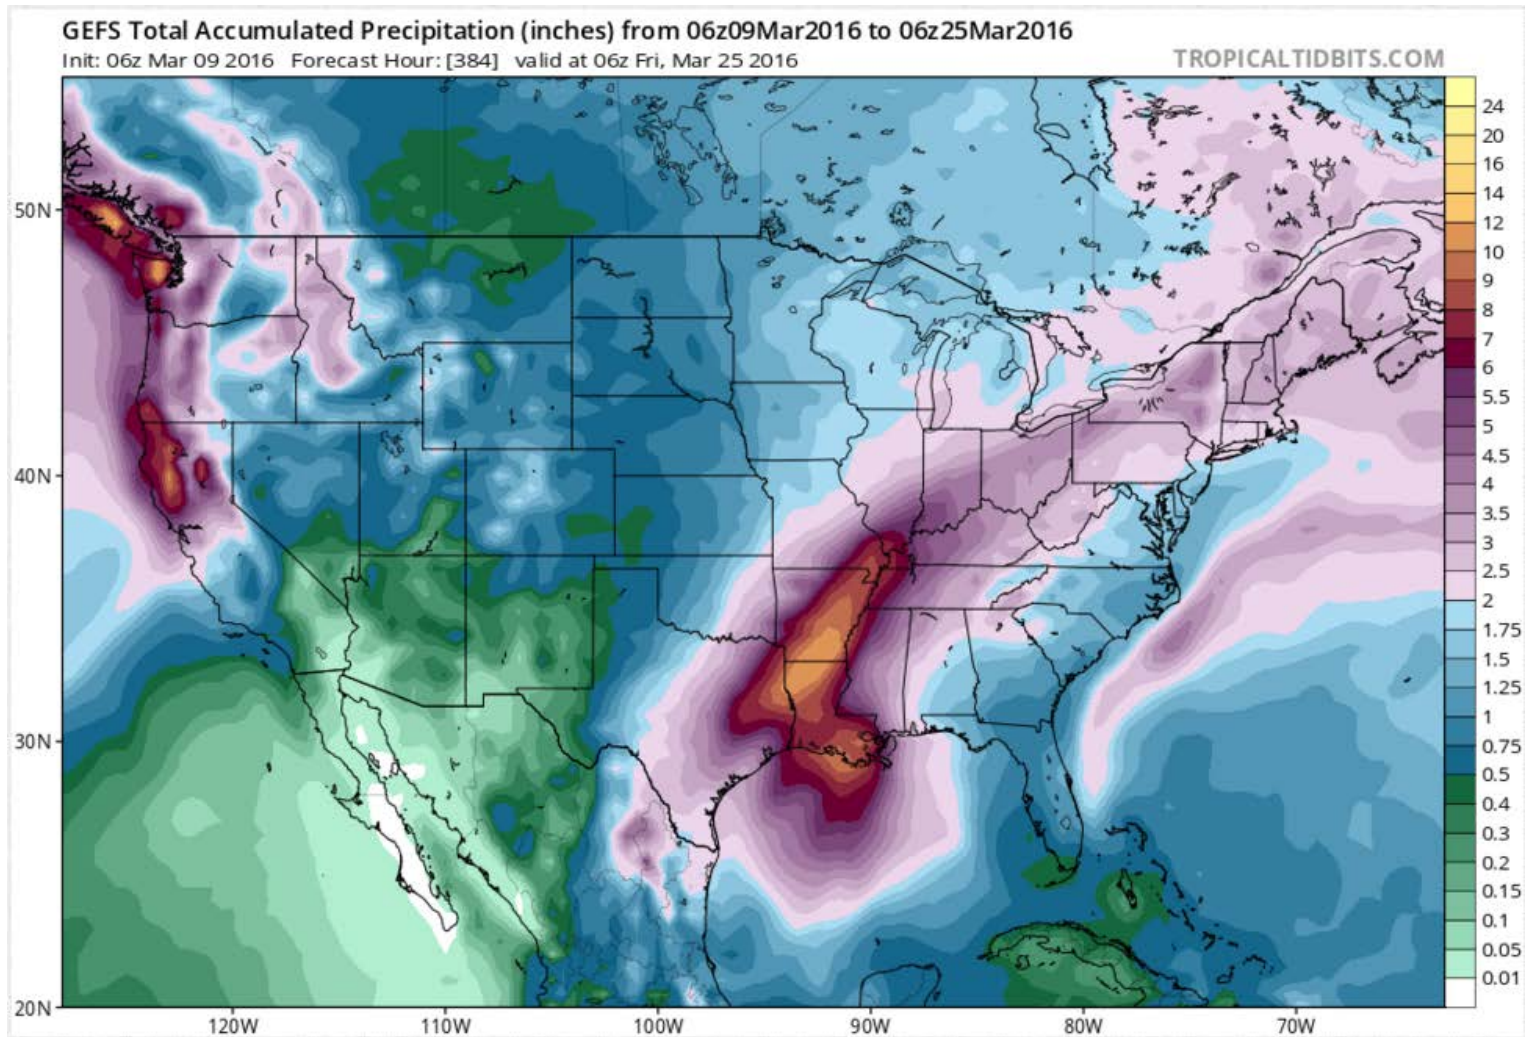 GEFS Total Accumulated Precipitation (inches) from 06z09Mar2016 to 06z25Mar2016
Init: 06z Mar 09 2016 Forecast Hour: [384] valid at 06z Fri, Mar 25 2016
TROPICALTIDBITS.COM
50N
40N
30N
20N
120W
110W
100W
90W
80W
70W
24
20
16
14
12
10
9
8
7
6
5.5
5
4.5
4
3.5
3
2.5
2
1.75
1.5
1.25
1
0.75
0.5
0.4
0.3
0.2
0.15
0.1
0.05
0.01